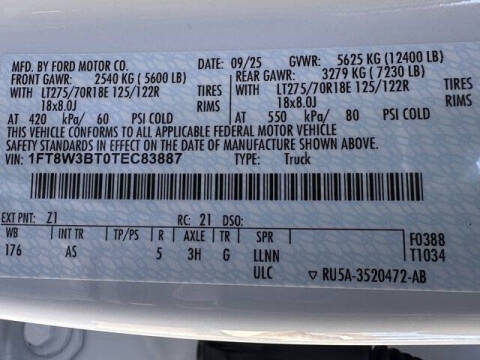 MFD. BY FORD MOTOR CO. DATE: 09/25 GVWR: 5625 KG (12400 LB)
FRONT GAWR: 2540 KG ( 5600 LB) REAR GAWR: 3279 KG ( 7230 LB)
WITH LT275/70R18E 125/122R TIRES WITH LT275/70R18E 125/122R TIRES
18x8.0J RIMS 18x8.0J RIMS
AT 420 kPa/ 60 PSI COLD AT 550 kPa/ 80 PSI COLD
THIS VEHICLE CONFORMS TO ALL APPLICABLE FEDERAL MOTOR VEHICLE
SAFETY STANDARDS IN EFFECT ON THE DATE OF MANUFACTURE SHOWN ABOVE.
VIN: 1FT8W3BT0TEC83887 TYPE: Truck
EXT PNT: Z1 RC: 21 DSO: F0388
WB INT TR TP/PS R AXLE TR SPR T1034
176 AS 5 3H G LLNN
ULC RU5A-3520472-AB